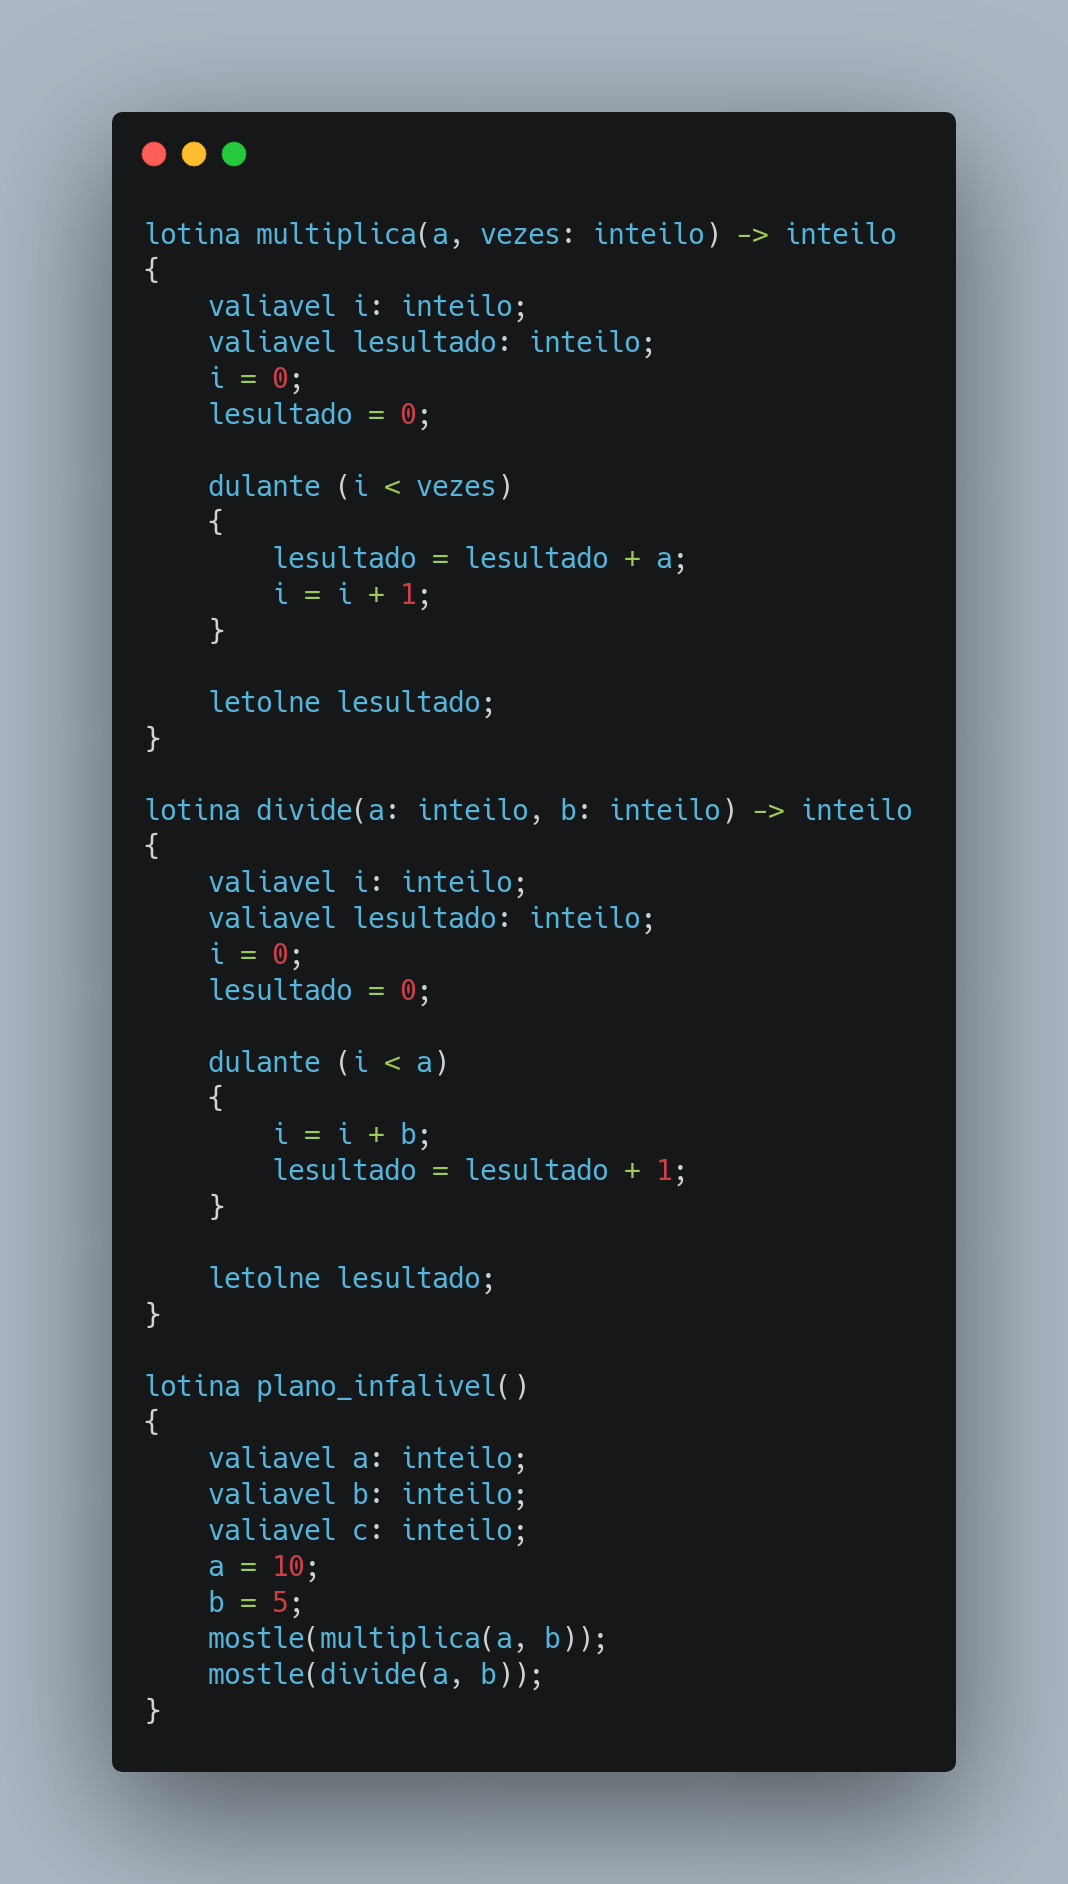 lotina multiplica(a, vezes: inteilo) -> inteilo
{
    valiavel i: inteilo;
    valiavel lesultado: inteilo;
    i = 0;
    lesultado = 0;

    dulante (i < vezes)
    {
        lesultado = lesultado + a;
        i = i + 1;
    }

    letolne lesultado;
}

lotina divide(a: inteilo, b: inteilo) -> inteilo
{
    valiavel i: inteilo;
    valiavel lesultado: inteilo;
    i = 0;
    lesultado = 0;

    dulante (i < a)
    {
        i = i + b;
        lesultado = lesultado + 1;
    }

    letolne lesultado;
}

lotina plano_infalivel()
{
    valiavel a: inteilo;
    valiavel b: inteilo;
    valiavel c: inteilo;
    a = 10;
    b = 5;
    mostle(multiplica(a, b));
    mostle(divide(a, b));
}